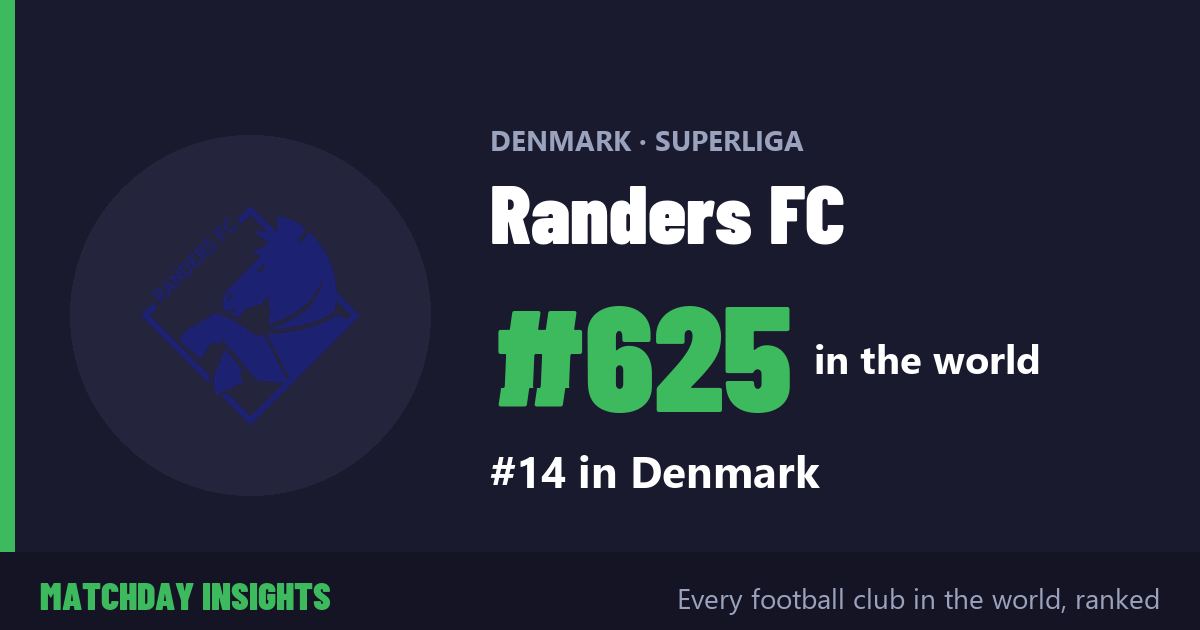 DENMARK · SUPERLIGA
Randers FC
RANDERS FC
#625 in the world
#14 in Denmark
MATCHDAY INSIGHTS
Every football club in the world, ranked